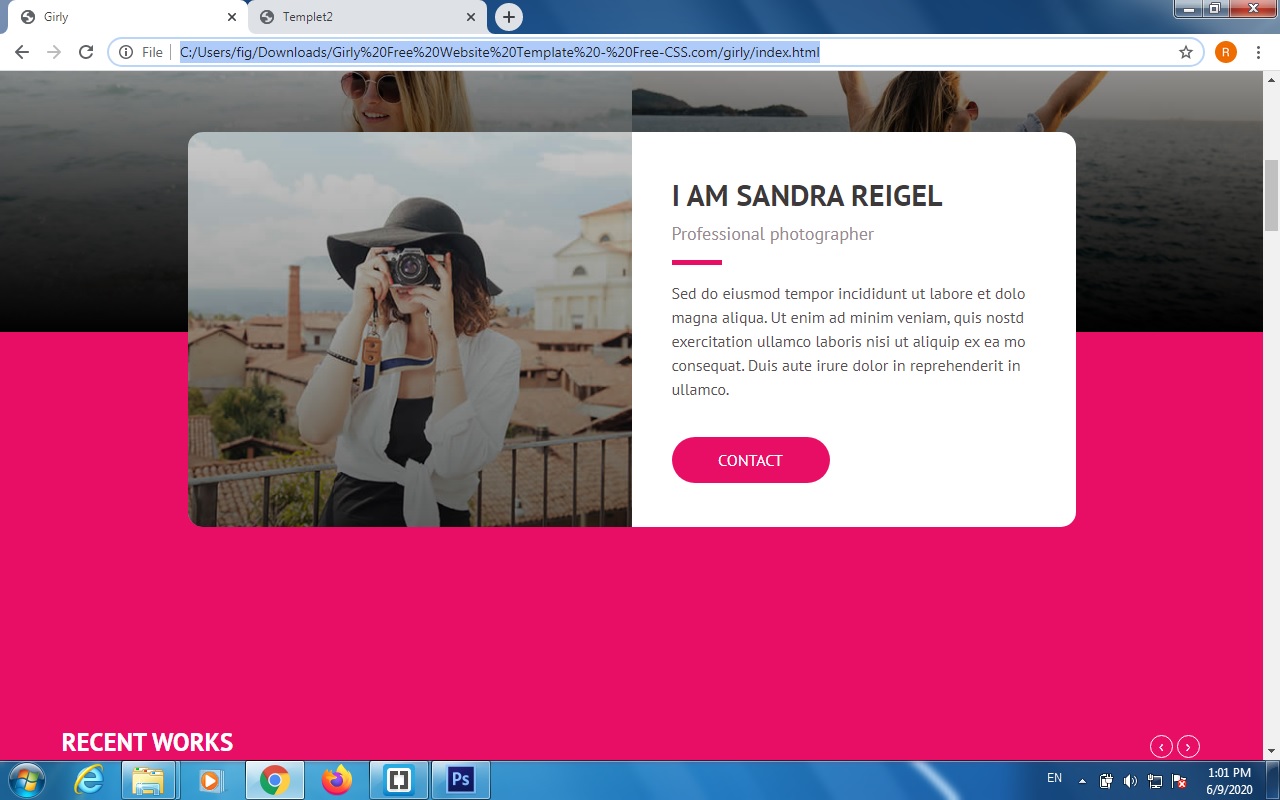 Girly
Templet2
File
C:/Users/fig/Downloads/Girly%20Free%20Website%20Template%20-%20Free-CSS.com/girly/index.html
R
I AM SANDRA REIGEL
Professional photographer
Sed do eiusmod tempor incididunt ut labore et dolo
magna aliqua. Ut enim ad minim veniam, quis nostd
exercitation ullamco laboris nisi ut aliquip ex ea mo
consequat. Duis aute irure dolor in reprehenderit in
ullamco.
CONTACT
RECENT WORKS
Ps
EN
1:01 PM
6/9/2020